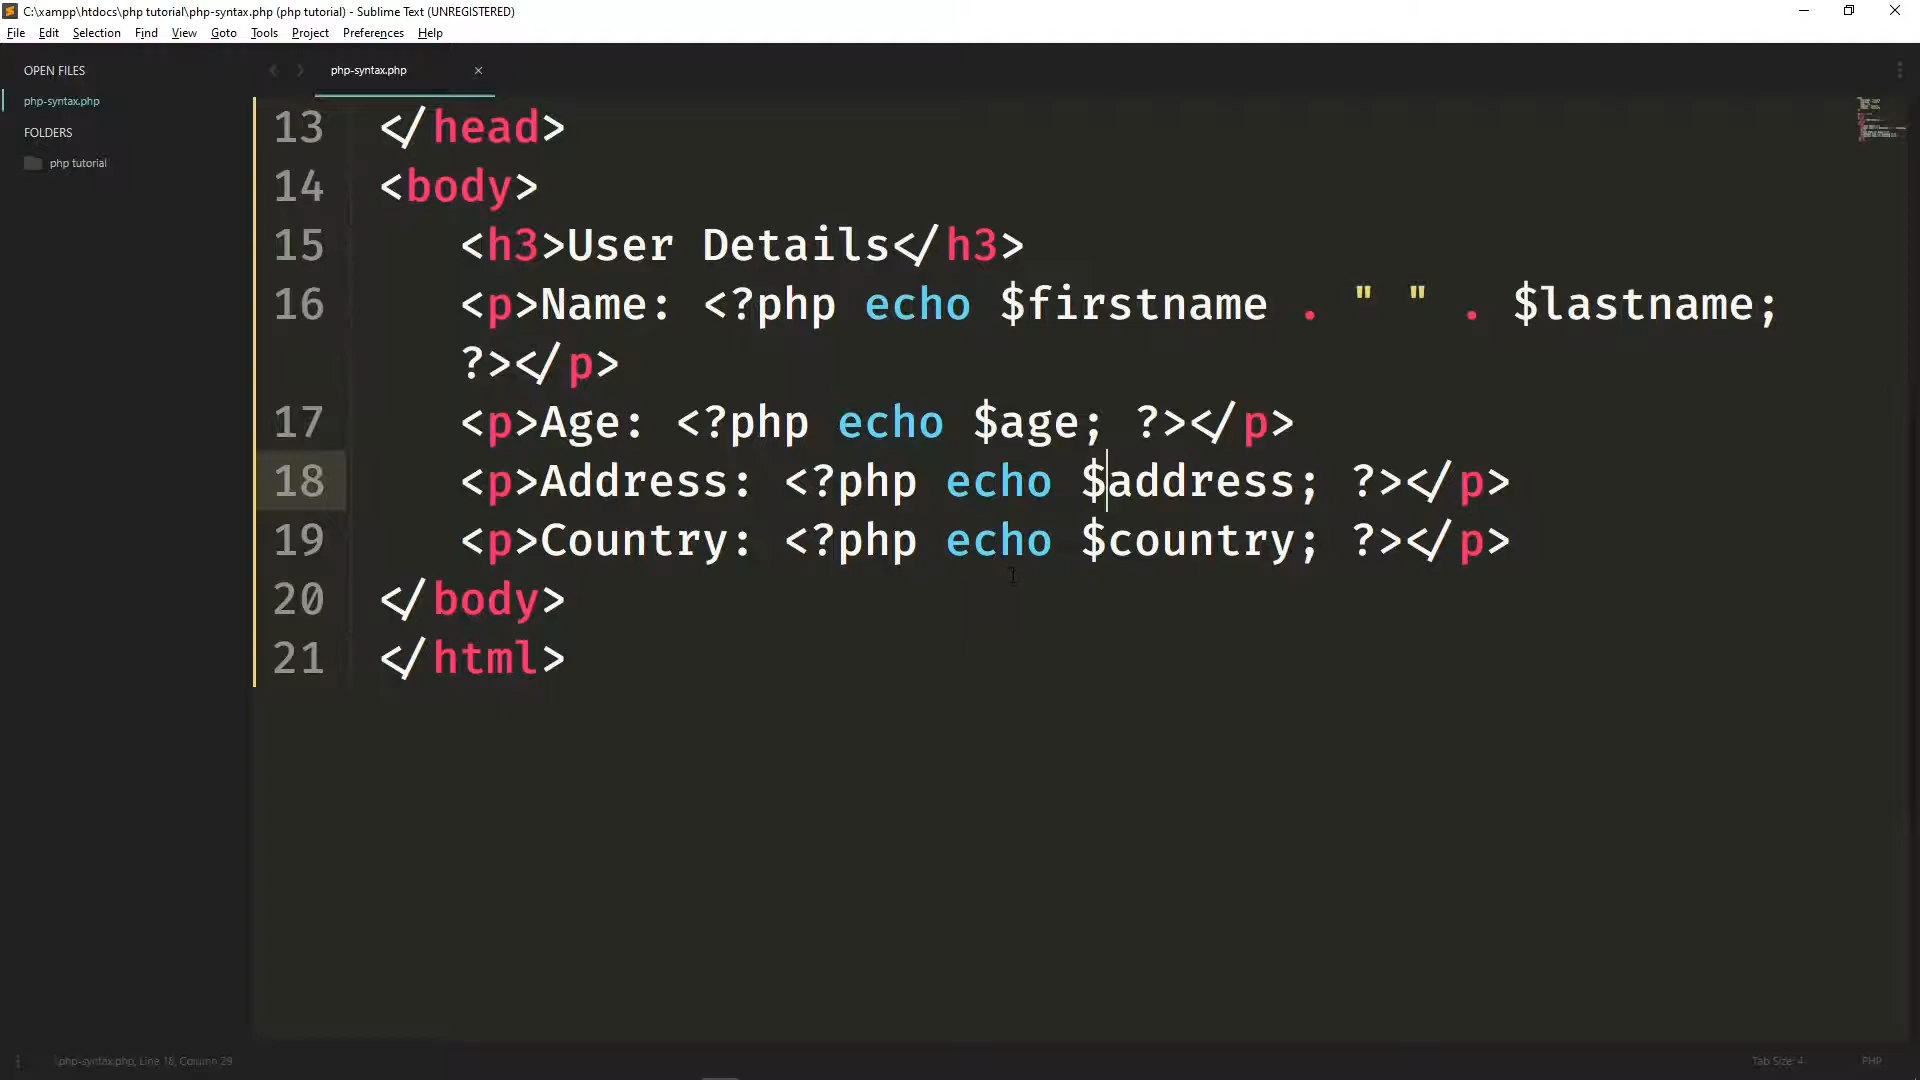 C:\xampp\htdocs\php tutorial\php-syntax.php (php tutorial) - Sublime Text (UNREGISTERED)
File Edit Selection Find View Goto Tools Project Preferences Help
OPEN FILES
php-syntax.php
FOLDERS
php tutorial
php-syntax.php
13 </head>
14 <body>
15 <h3>User Details</h3>
16 <p>Name: <?php echo $firstname . " " . $lastname;
?></p>
17 <p>Age: <?php echo $age; ?></p>
18 <p>Address: <?php echo $address; ?></p>
19 <p>Country: <?php echo $country; ?></p>
20 </body>
21 </html>
\php-syntax.php, Line 18, Column 29
Tab Size: 4
PHP